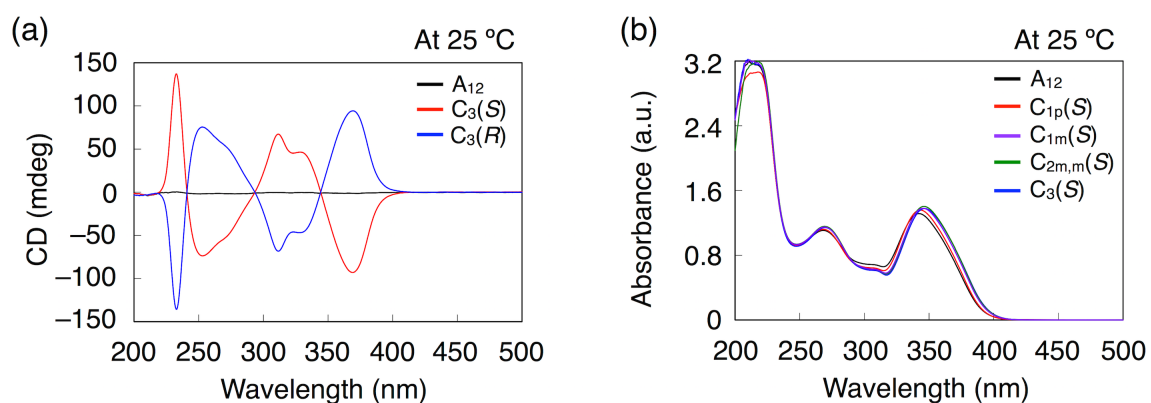 (a)
At 25 ºC
CD (mdeg)
150
100
50
0
−50
−100
−150
A12
C3(S)
C3(R)
200 250 300 350 400 450 500
Wavelength (nm)
(b)
At 25 ºC
Absorbance (a.u.)
3.2
2.4
1.6
0.8
0
A12
C1p(S)
C1m(S)
C2m,m(S)
C3(S)
200 250 300 350 400 450 500
Wavelength (nm)